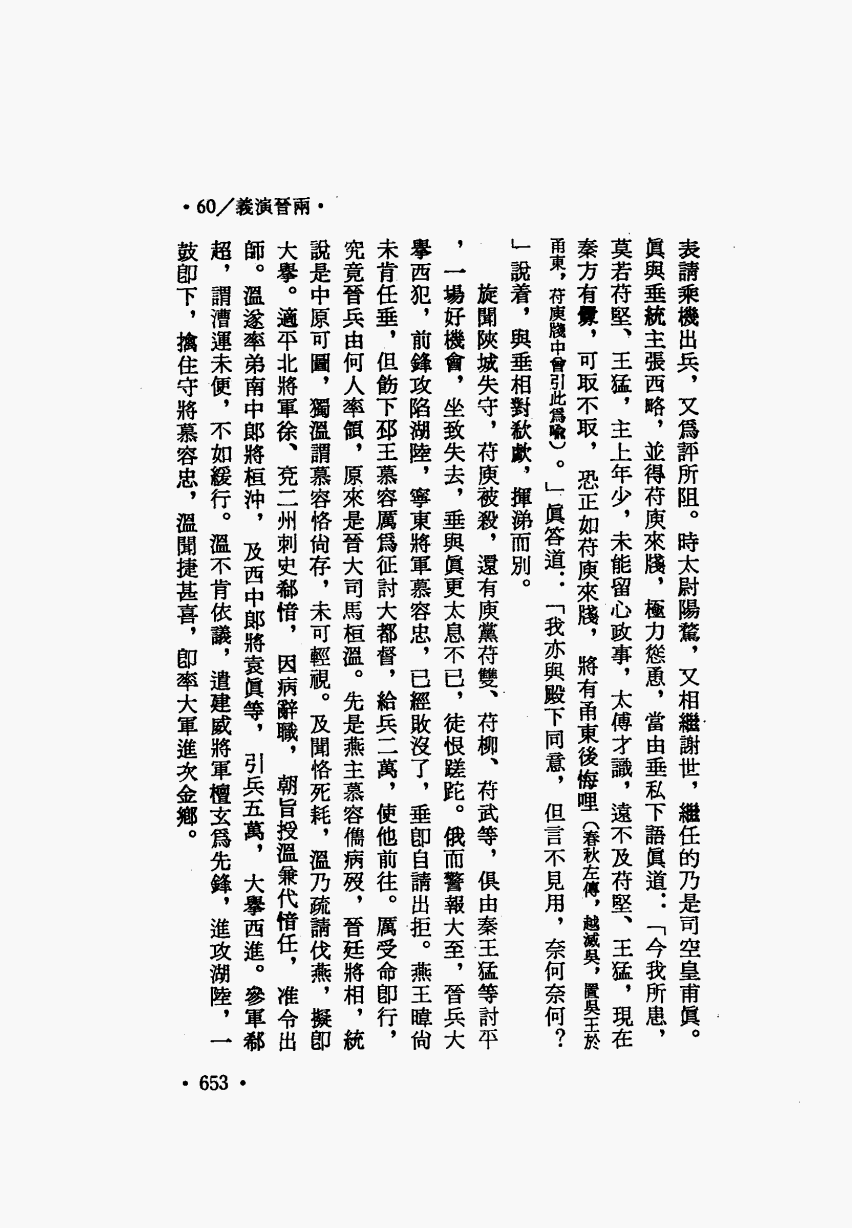 •60／義演晉兩•
表請乘機出兵，又爲評所阻。時太尉陽騖，又相繼謝世，繼任的乃是司空皇甫眞。
眞與垂統主張西略，並得苻庾來牋，極力慫恿，當由垂私下語眞道：「今我所患，
莫若苻堅、王猛，主上年少，未能留心政事，太傅才識，遠不及苻堅、王猛，現在
秦方有釁，可取不取，恐正如苻庾來牋，將有甬東後悔哩（春秋左傳，越滅吳，置吳王於
甬東，苻庾牋中曾引此爲喩）。」眞答道：「我亦與殿下同意，但言不見用，奈何奈何？
」說着，與垂相對欷歔，揮涕而別。
旋聞陝城失守，苻庾被殺，還有庾黨苻雙、苻柳、苻武等，俱由秦王猛等討平
，一場好機會，坐致失去，垂與眞更太息不已，徒恨蹉跎。俄而警報大至，晉兵大
擧西犯，前鋒攻陷湖陸，寧東將軍慕容忠，已經敗沒了，垂卽自請出拒。燕王暐尙
未肯任垂，但飭下邳王慕容厲爲征討大都督，給兵二萬，使他前往。厲受命卽行，
究竟晉兵由何人率領，原來是晉大司馬桓溫。先是燕主慕容儁病歿，晉廷將相，統
說是中原可圖，獨溫謂慕容恪尙存，未可輕視。及聞恪死耗，溫乃疏請伐燕，擬卽
大擧。適平北將軍徐、兗二州刺史郗愔，因病辭職，朝旨授溫兼代愔任，准令出
師。溫遂率弟南中郞將桓沖，及西中郞將袁眞等，引兵五萬，大擧西進。參軍郗
超，謂漕運未便，不如緩行。溫不肯依議，遣建威將軍檀玄爲先鋒，進攻湖陸，一
鼓卽下，擒住守將慕容忠，溫聞捷甚喜，卽率大軍進次金鄕。
•653•